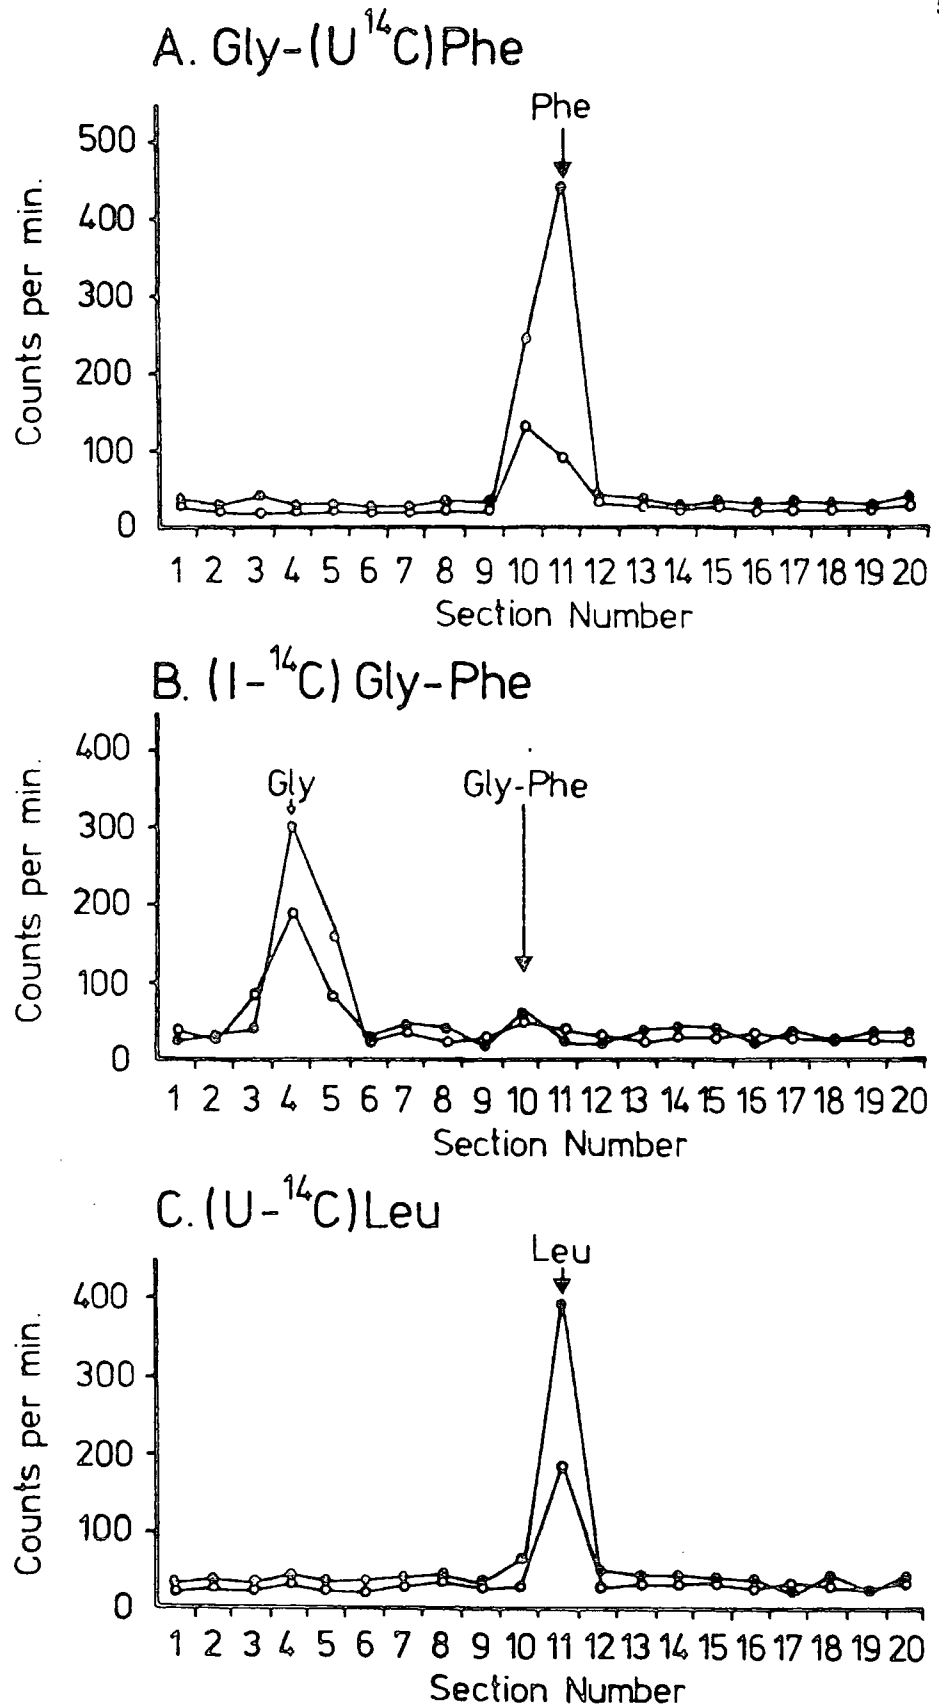 A. Gly-(U¹⁴C)Phe
Phe
500
400
300
200
100
0
Counts per min.
1 2 3 4 5 6 7 8 9 10 11 12 13 14 15 16 17 18 19 20
Section Number
B. (I-¹⁴C) Gly-Phe
400
Gly
Gly-Phe
300
200
100
0
Counts per min.
1 2 3 4 5 6 7 8 9 10 11 12 13 14 15 16 17 18 19 20
Section Number
C. (U-¹⁴C)Leu
Leu
400
300
200
100
0
Counts per min.
1 2 3 4 5 6 7 8 9 10 11 12 13 14 15 16 17 18 19 20
Section Number